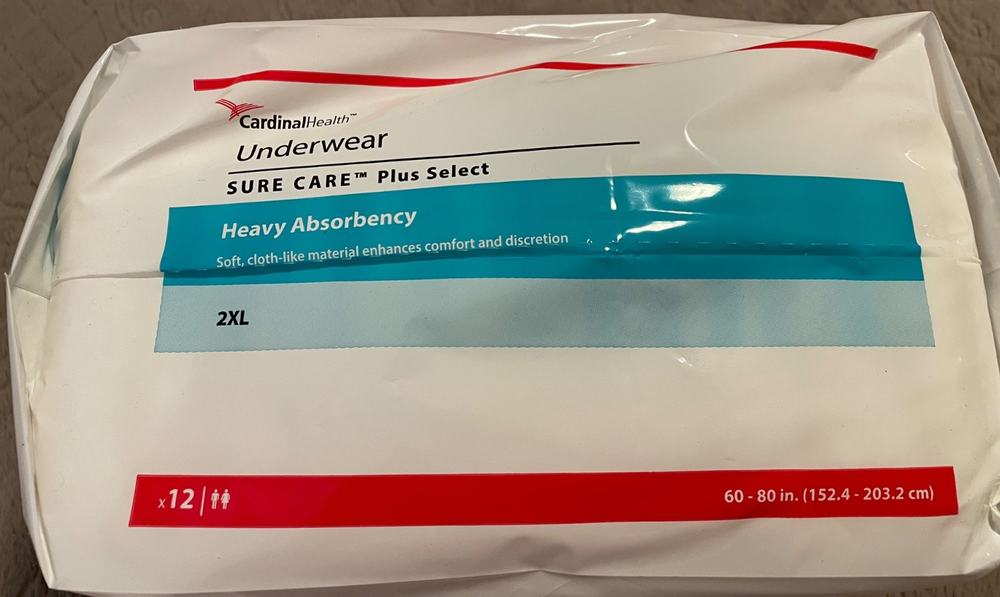 CardinalHealth™
Underwear
SURE CARE™ Plus Select
Heavy Absorbency
Soft, cloth-like material enhances comfort and discretion
2XL
x12
60 - 80 in. (152.4 - 203.2 cm)